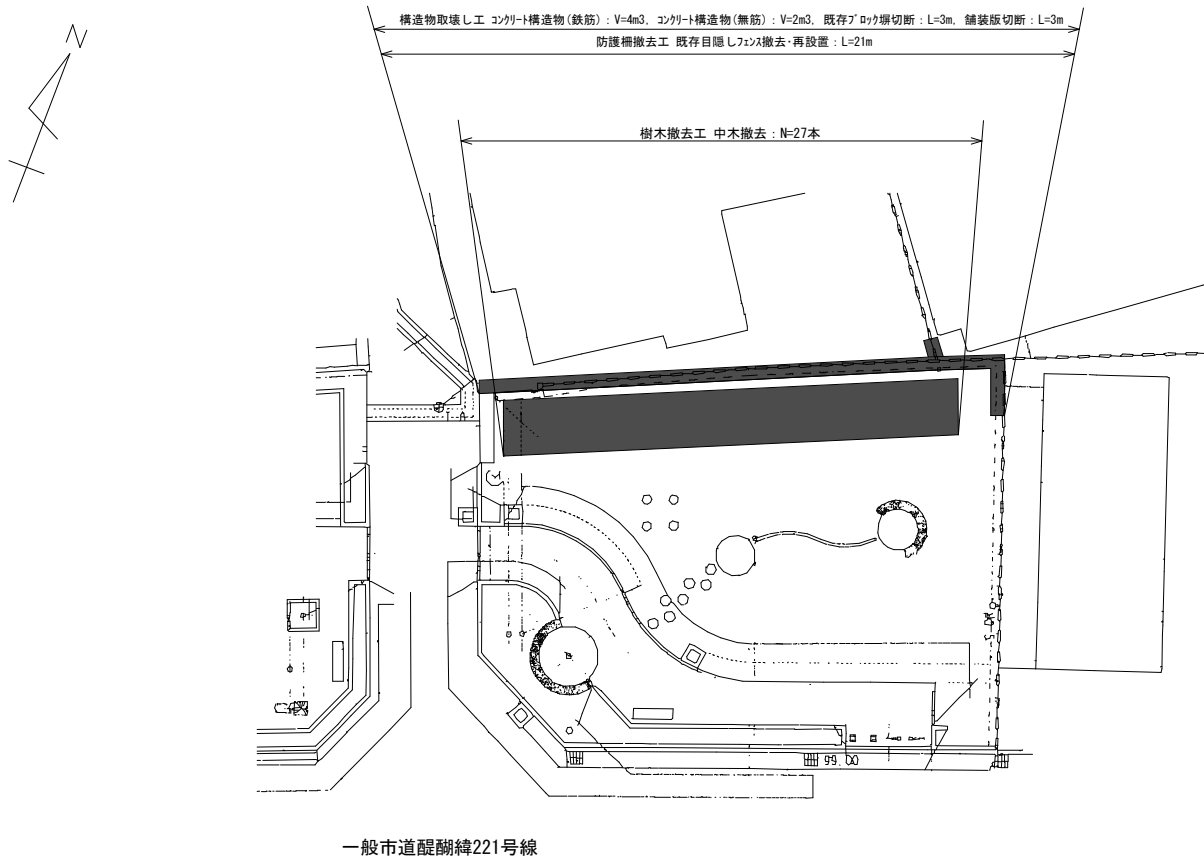 構造物取壊し工 コンクリート構造物(鉄筋):V=4m3, コンクリート構造物(無筋):V=2m3, 既存ブロック塀切断:L=3m, 舗装版切断:L=3m
防護柵撤去工 既存目隠しフェンス撤去・再設置:L=21m
N
樹木撤去工 中木撤去:N=27本
99.00
一般市道醍醐緯221号線